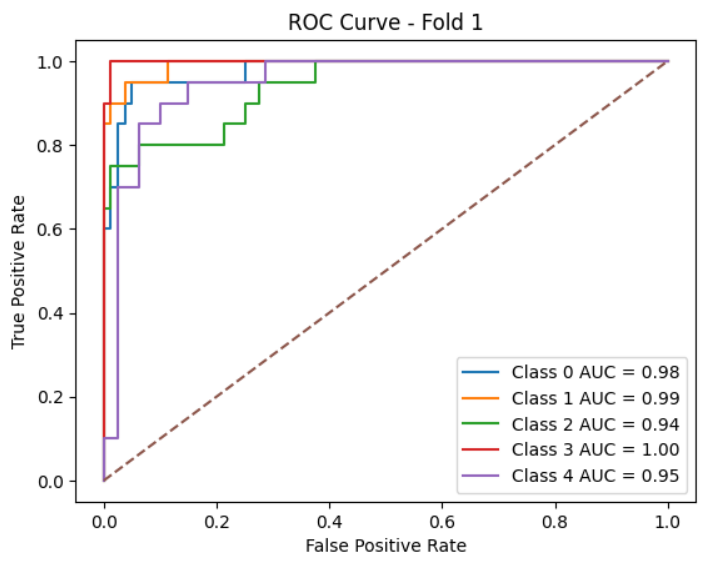 ROC Curve - Fold 1
True Positive Rate
1.0
0.8
0.6
0.4
0.2
0.0
Class 0 AUC = 0.98
Class 1 AUC = 0.99
Class 2 AUC = 0.94
Class 3 AUC = 1.00
Class 4 AUC = 0.95
0.0 0.2 0.4 0.6 0.8 1.0
False Positive Rate